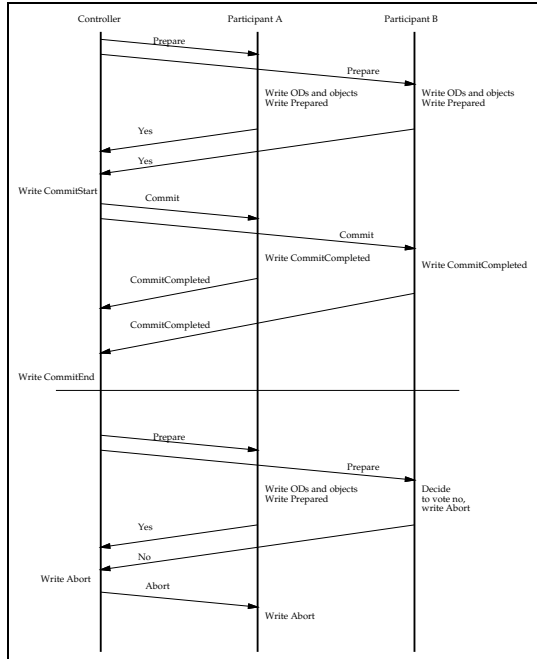 Controller
Participant A
Participant B
Prepare
Prepare
Write ODs and objects
Write Prepared
Write ODs and objects
Write Prepared
Yes
Yes
Write CommitStart
Commit
Commit
Write CommitCompleted
Write CommitCompleted
CommitCompleted
CommitCompleted
Write CommitEnd
Prepare
Prepare
Write ODs and objects
Write Prepared
Decide
to vote no,
write Abort
Yes
No
Write Abort
Abort
Write Abort